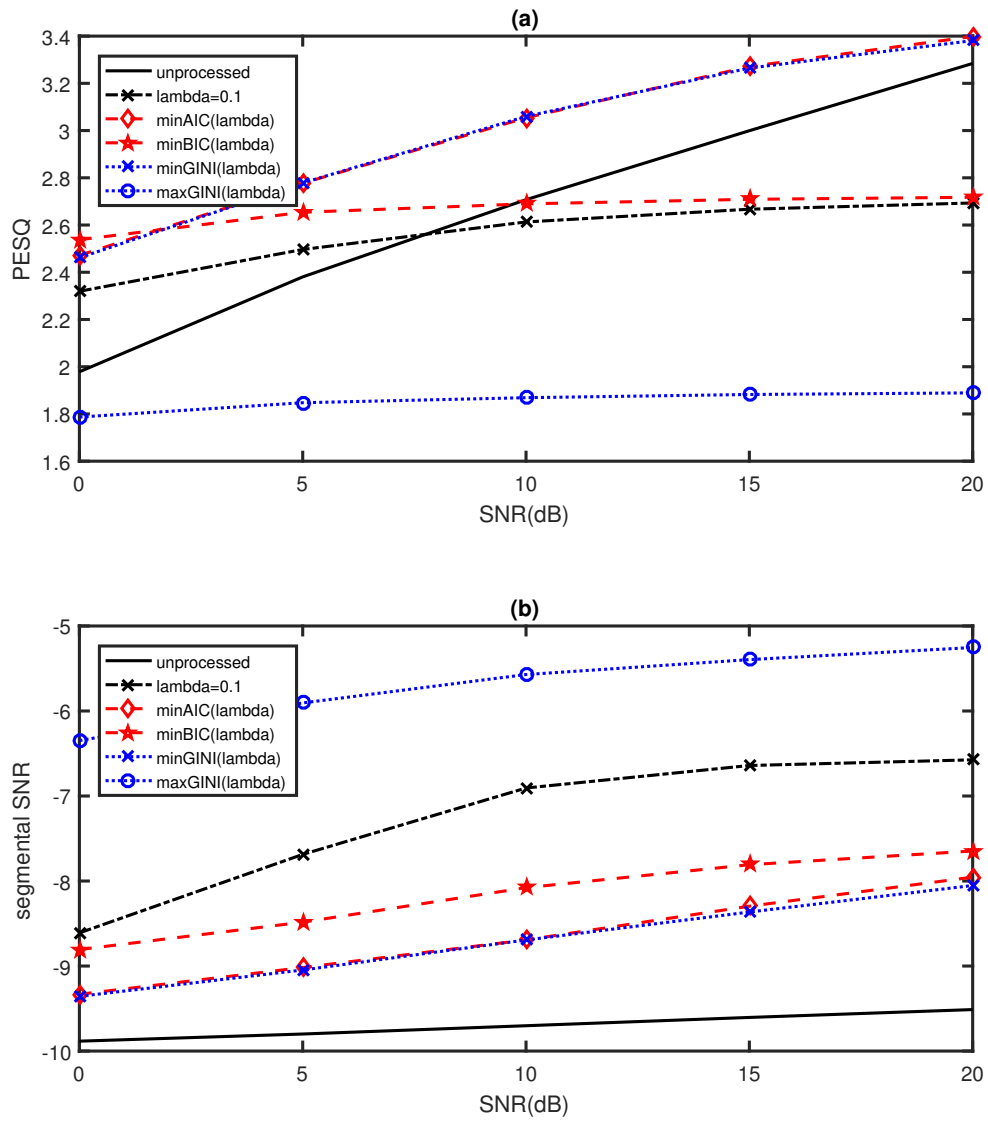 (a)
3.4
3.2
3
2.8
2.6
2.4
2.2
2
1.8
1.6
PESQ
unprocessed
lambda=0.1
minAIC(lambda)
minBIC(lambda)
minGINI(lambda)
maxGINI(lambda)
0 5 10 15 20
SNR(dB)
(b)
-5
-6
-7
-8
-9
-10
segmental SNR
unprocessed
lambda=0.1
minAIC(lambda)
minBIC(lambda)
minGINI(lambda)
maxGINI(lambda)
0 5 10 15 20
SNR(dB)